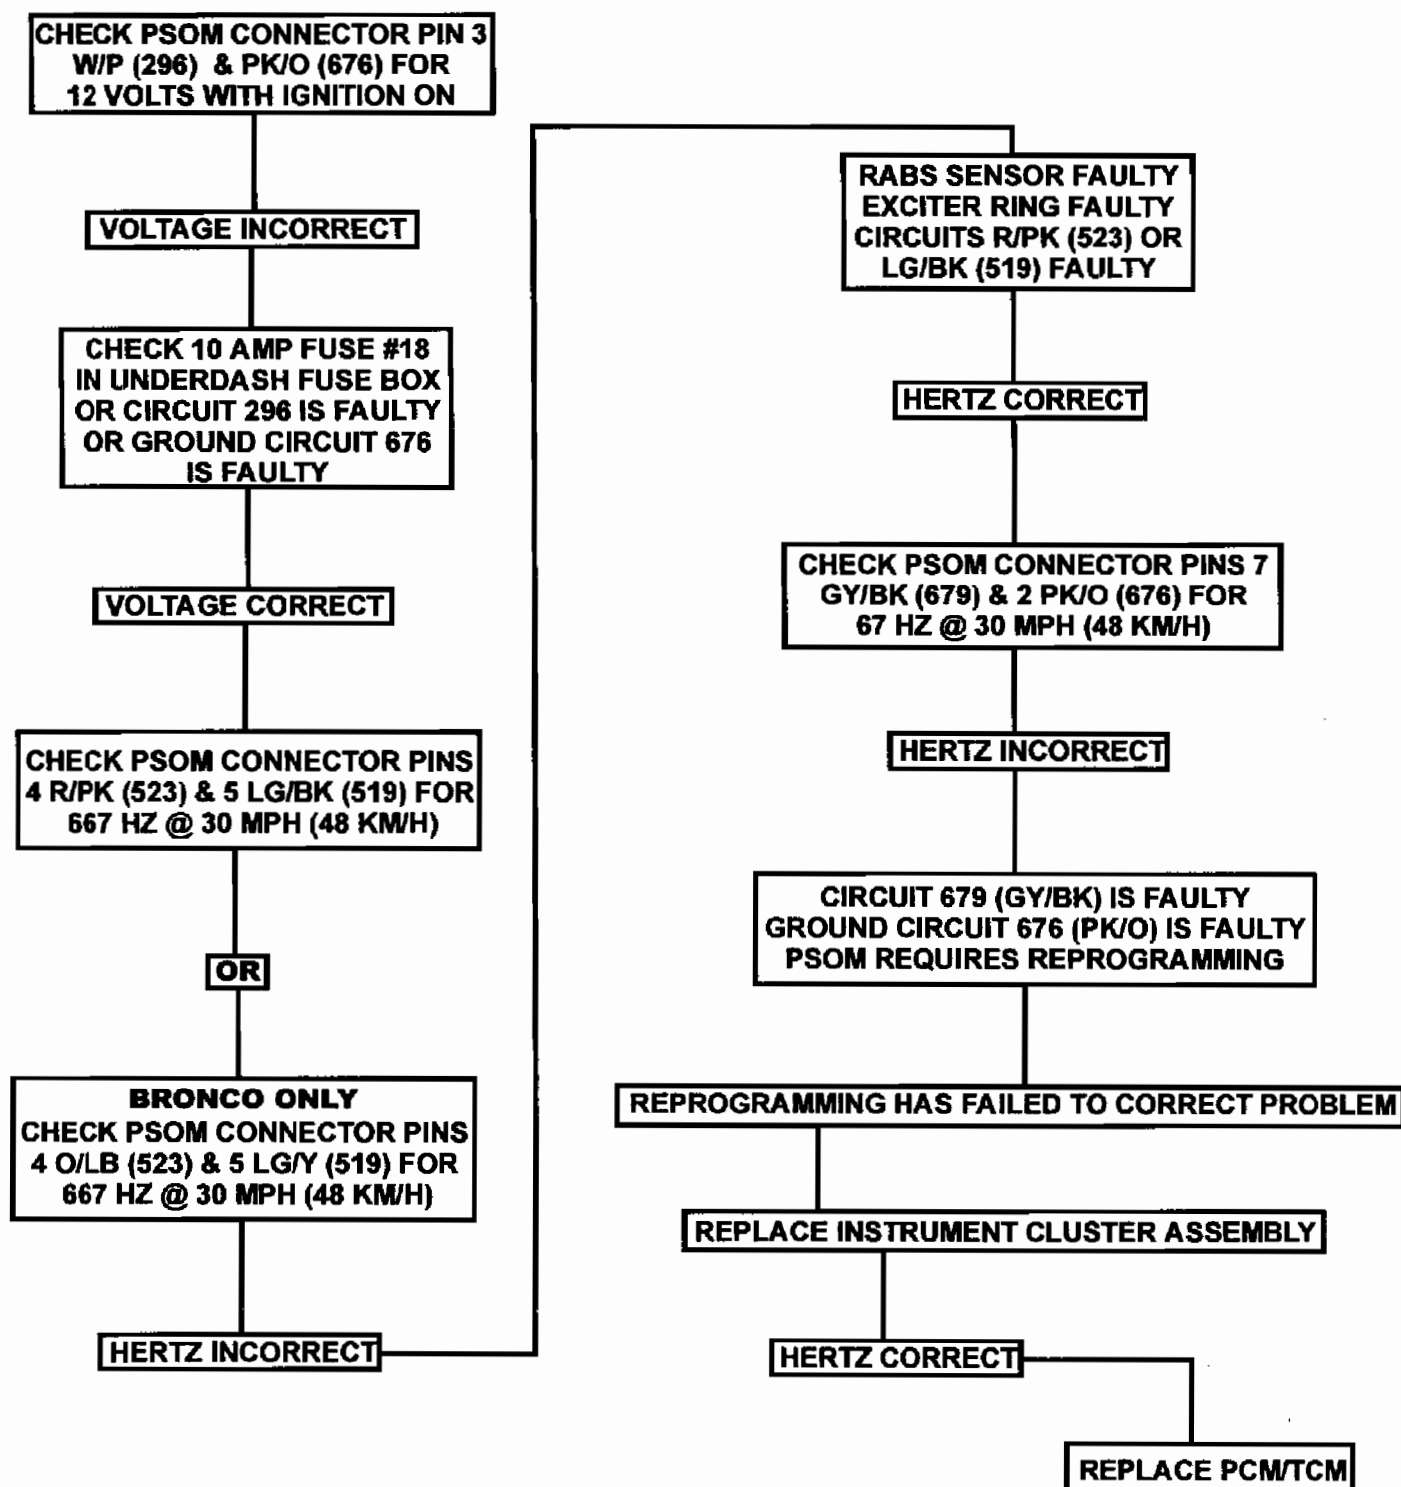 CHECK PSOM CONNECTOR PIN 3
W/P (296) & PK/O (676) FOR
12 VOLTS WITH IGNITION ON
VOLTAGE INCORRECT
CHECK 10 AMP FUSE #18
IN UNDERDASH FUSE BOX
OR CIRCUIT 296 IS FAULTY
OR GROUND CIRCUIT 676
IS FAULTY
VOLTAGE CORRECT
CHECK PSOM CONNECTOR PINS
4 R/PK (523) & 5 LG/BK (519) FOR
667 HZ @ 30 MPH (48 KM/H)
OR
BRONCO ONLY
CHECK PSOM CONNECTOR PINS
4 O/LB (523) & 5 LG/Y (519) FOR
667 HZ @ 30 MPH (48 KM/H)
HERTZ INCORRECT
RABS SENSOR FAULTY
EXCITER RING FAULTY
CIRCUITS R/PK (523) OR
LG/BK (519) FAULTY
HERTZ CORRECT
CHECK PSOM CONNECTOR PINS 7
GY/BK (679) & 2 PK/O (676) FOR
67 HZ @ 30 MPH (48 KM/H)
HERTZ INCORRECT
CIRCUIT 679 (GY/BK) IS FAULTY
GROUND CIRCUIT 676 (PK/O) IS FAULTY
PSOM REQUIRES REPROGRAMMING
REPROGRAMMING HAS FAILED TO CORRECT PROBLEM
REPLACE INSTRUMENT CLUSTER ASSEMBLY
HERTZ CORRECT
REPLACE PCM/TCM